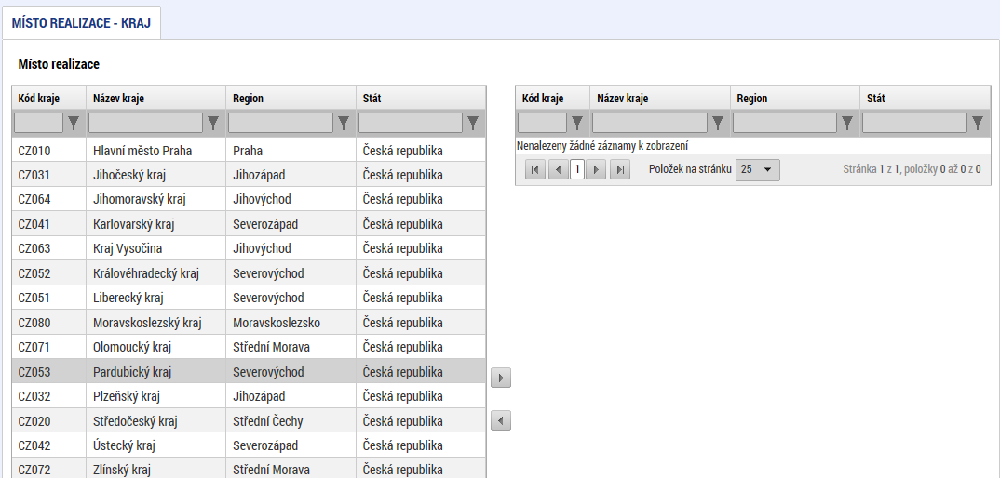 MÍSTO REALIZACE - KRAJ
Místo realizace
Kód kraje Název kraje Region Stát
CZ010 Hlavní město Praha Praha Česká republika
CZ031 Jihočeský kraj Jihozápad Česká republika
CZ064 Jihomoravský kraj Jihovýchod Česká republika
CZ041 Karlovarský kraj Severozápad Česká republika
CZ063 Kraj Vysočina Jihovýchod Česká republika
CZ052 Královéhradecký kraj Severovýchod Česká republika
CZ051 Liberecký kraj Severovýchod Česká republika
CZ080 Moravskoslezský kraj Moravskoslezsko Česká republika
CZ071 Olomoucký kraj Střední Morava Česká republika
CZ053 Pardubický kraj Severovýchod Česká republika
CZ032 Plzeňský kraj Jihozápad Česká republika
CZ020 Středočeský kraj Střední Čechy Česká republika
CZ042 Ústecký kraj Severozápad Česká republika
CZ072 Zlínský kraj Střední Morava Česká republika
Kód kraje Název kraje Region Stát
Nenalezeny žádné záznamy k zobrazení
1 Položek na stránku 25 Stránka 1 z 1, položky 0 až 0 z 0